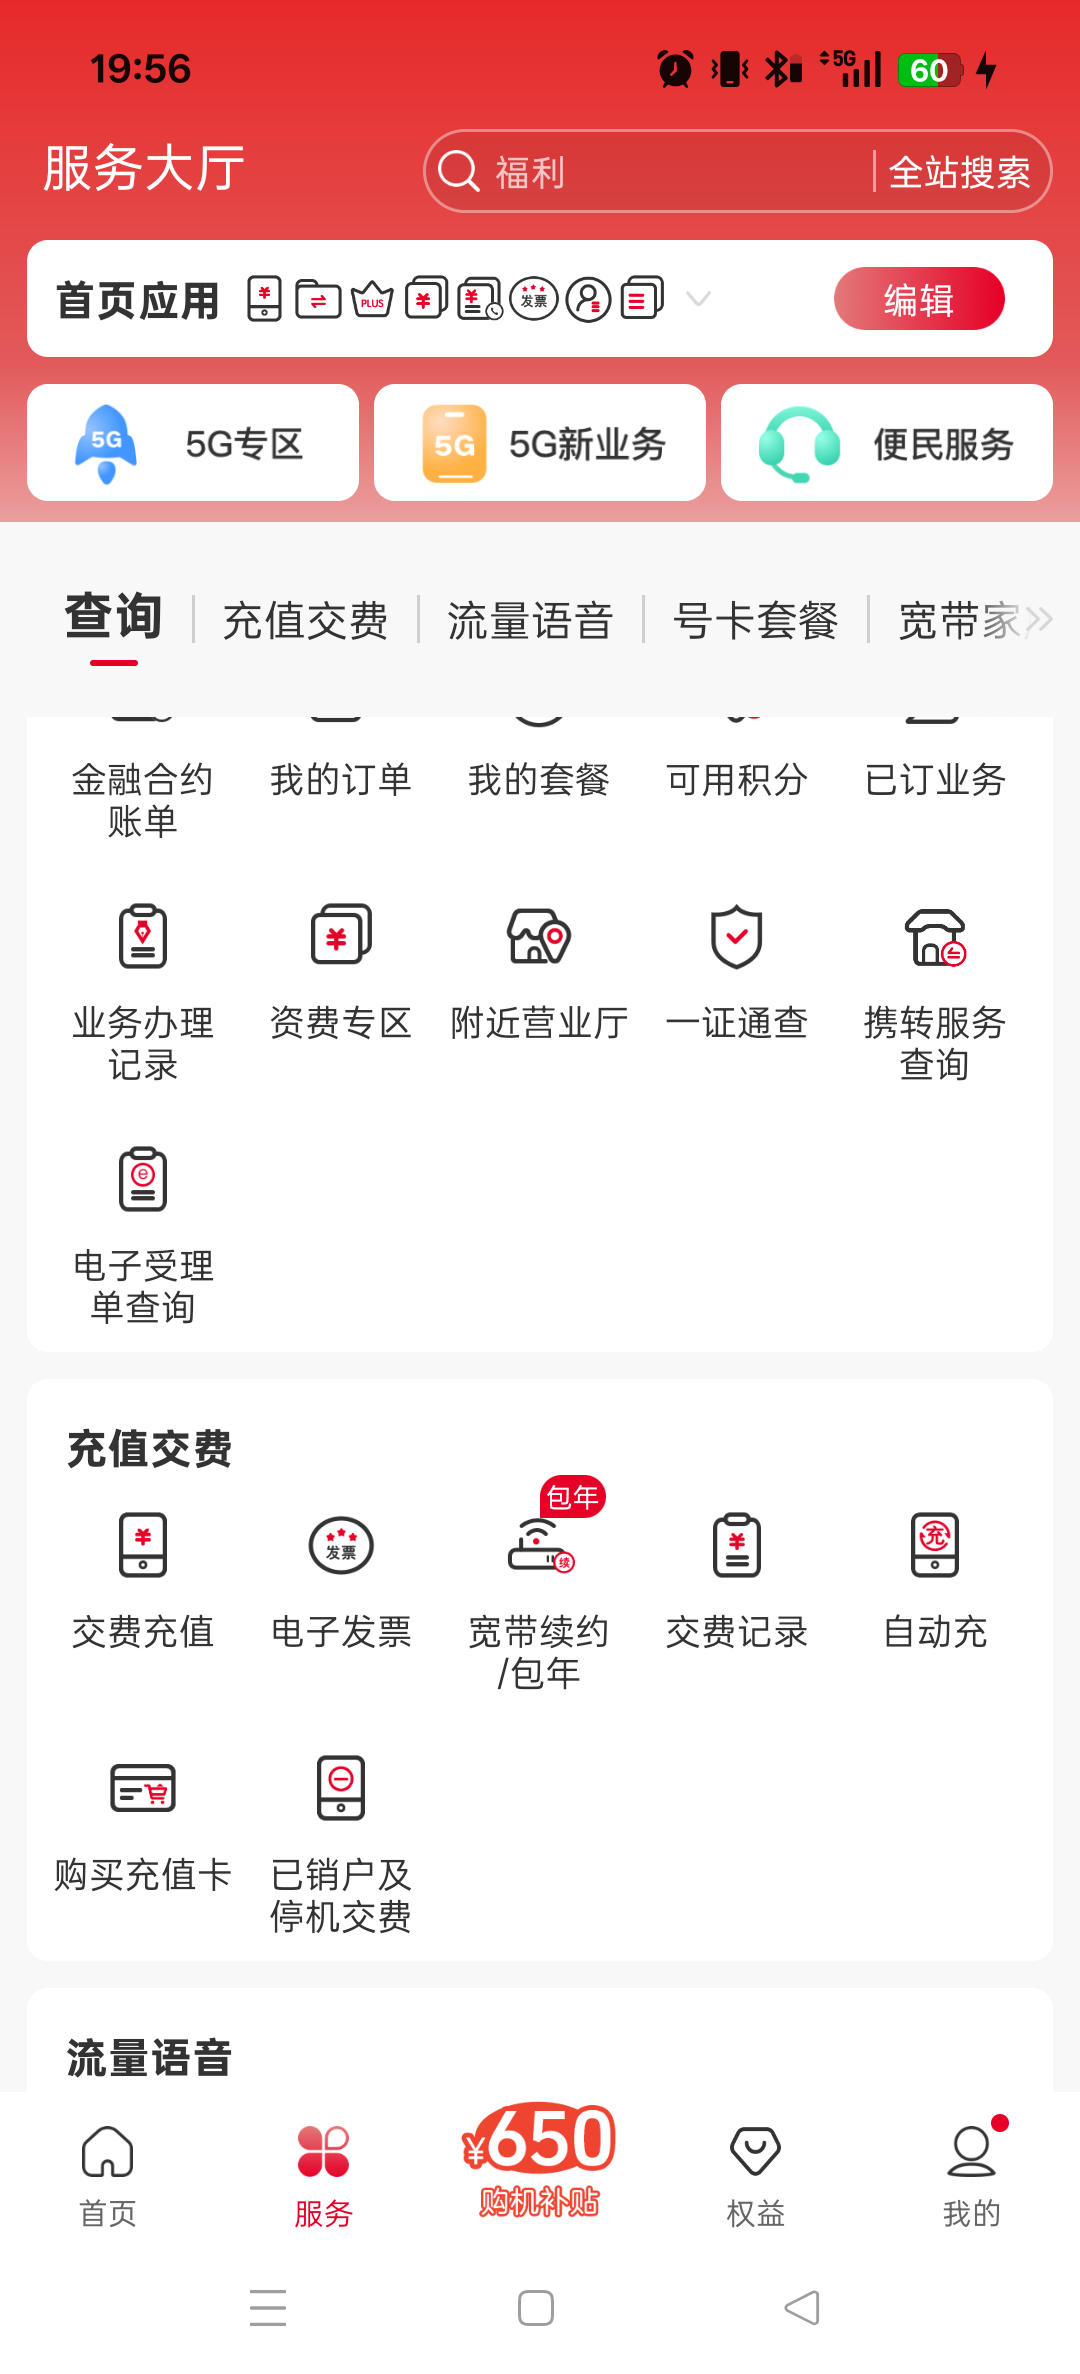 19:56
5G
60
服务大厅
福利
全站搜索
首页应用
PLUS
发票
编辑
5G
5G专区
5G
5G新业务
便民服务
查询
充值交费
流量语音
号卡套餐
宽带家
金融合约
账单
我的订单
我的套餐
可用积分
已订业务
业务办理
记录
资费专区
附近营业厅
一证通查
携转服务
查询
电子受理
单查询
充值交费
包年
发票
续
充
交费充值
电子发票
宽带续约
/包年
交费记录
自动充
购买充值卡
已销户及
停机交费
流量语音
¥650
购机补贴
首页
服务
权益
我的